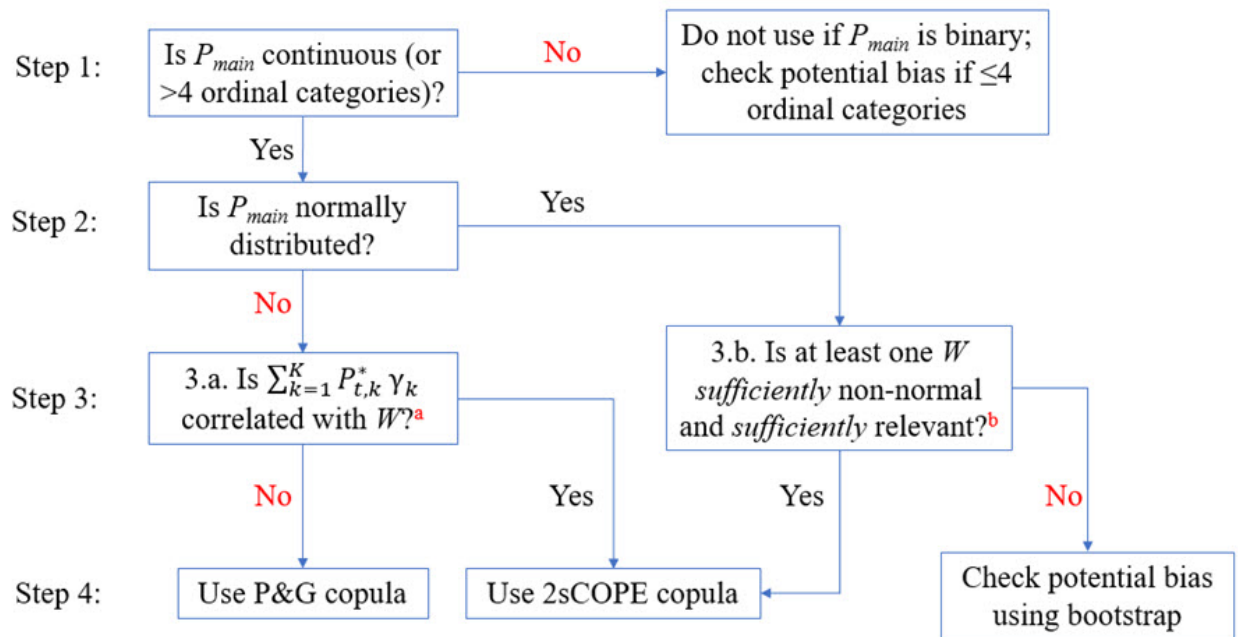 Step 1:
Is P_main continuous (or
>4 ordinal categories)?
No
Do not use if P_main is binary;
check potential bias if ≤4
ordinal categories
Yes
Step 2:
Is P_main normally
distributed?
Yes
No
Step 3:
3.a. Is ∑_{k=1}^{K} P^*_{t,k} γ_k
correlated with W?^a
3.b. Is at least one W
sufficiently non-normal
and sufficiently relevant?^b
No
Yes
Yes
No
Step 4:
Use P&G copula
Use 2sCOPE copula
Check potential bias
using bootstrap